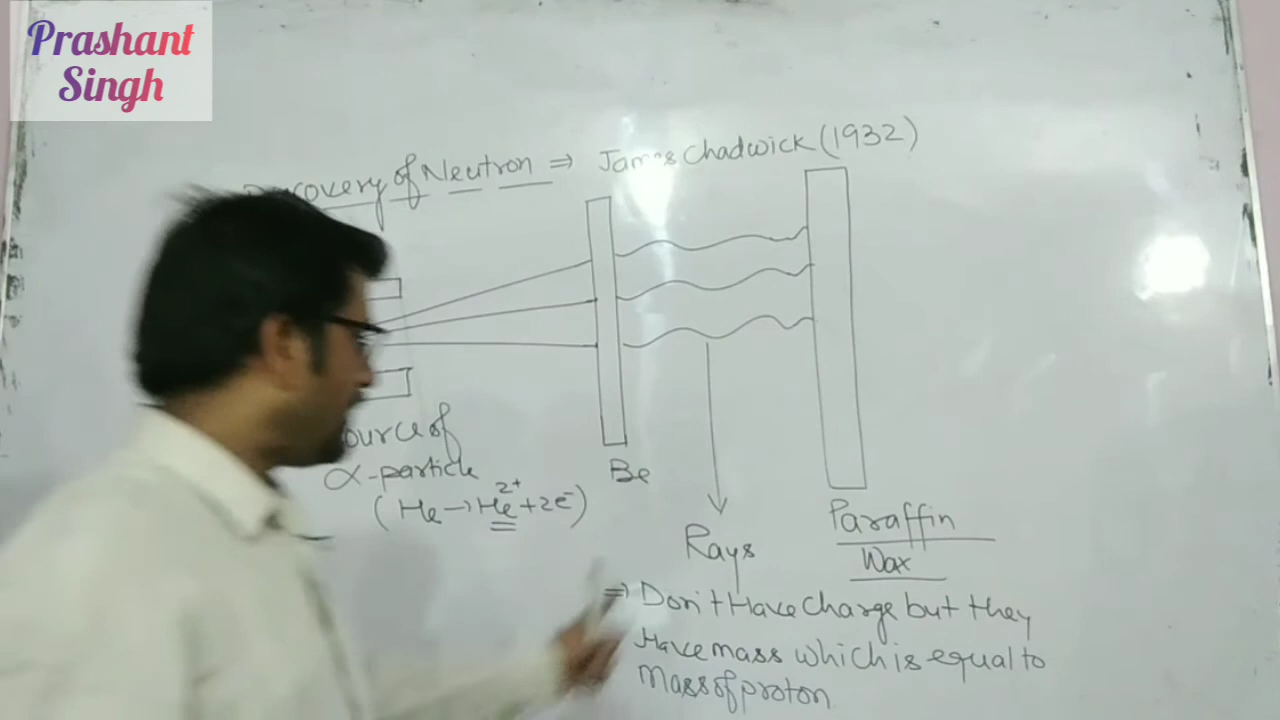 Prashant
Singh
Discovery of Neutron ⇒ James Chadwick (1932)
Source of
α-particle
(He → He²⁺ + 2e⁻)
Be
Rays
Paraffin
Wax
⇒ Don't Have charge but they
Have mass which is equal to
Mass of proton